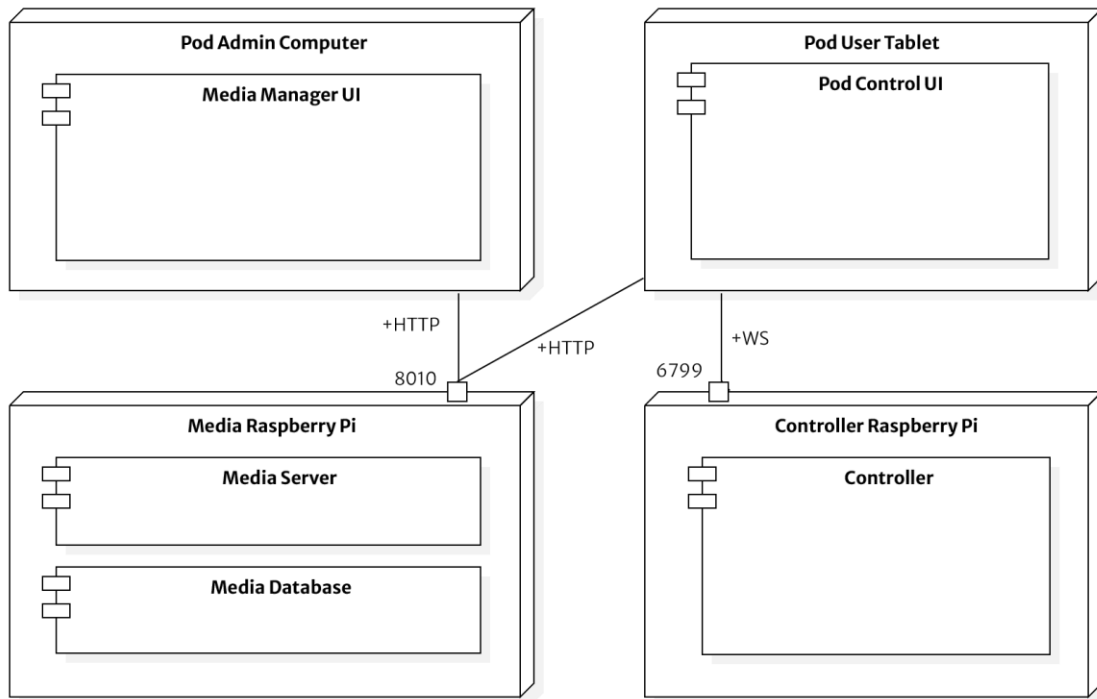 Pod Admin Computer
Media Manager UI
Pod User Tablet
Pod Control UI
+HTTP
+HTTP
+WS
8010
6799
Media Raspberry Pi
Media Server
Media Database
Controller Raspberry Pi
Controller